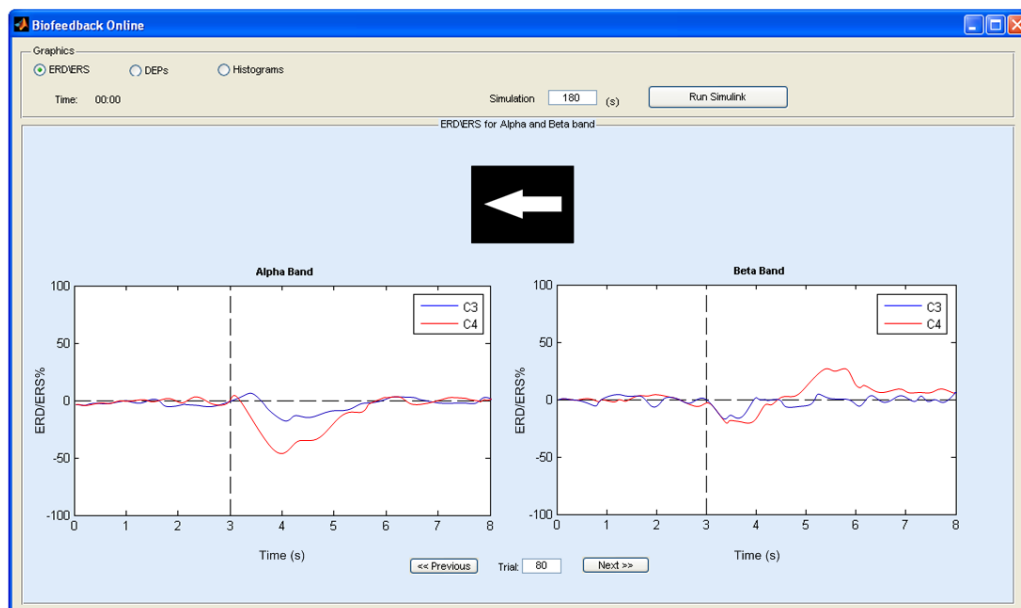 Biofeedback Online
Graphics
ERD\ERS DEPs Histograms
Time: 00:00 Simulation 180 (s) Run Simulink
ERD\ERS for Alpha and Beta band
Alpha Band
100
50
0
-50
-100
ERD/ERS%
C3
C4
0 1 2 3 4 5 6 7 8
Time (s)
Beta Band
100
50
0
-50
-100
ERD/ERS%
C3
C4
0 1 2 3 4 5 6 7 8
Time (s)
<< Previous Trial: 80 Next >>